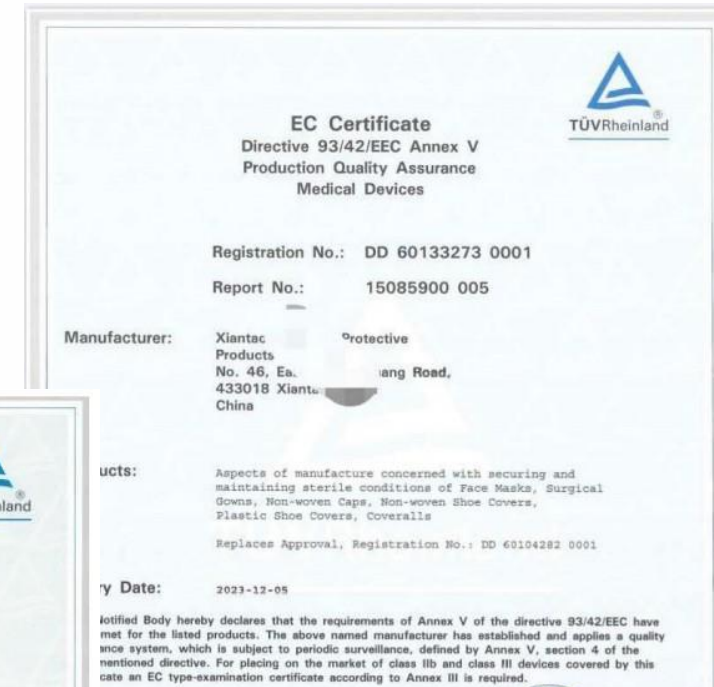 TÜVRheinland
®
EC Certificate
Directive 93/42/EEC Annex V
Production Quality Assurance
Medical Devices
Registration No.: DD 60133273 0001
Report No.: 15085900 005
Manufacturer:
Products
No. 46, Road,
433018
China
Aspects of manufacture concerned with securing and
maintaining sterile conditions of Face Masks, Surgical
Gowns, Non-woven Caps, Non-woven Shoe Covers,
Plastic Shoe Covers, Coveralls
Replaces Approval, Registration No.: DD 60104282 0001
Date: 2023-12-05
Notified Body hereby declares that the requirements of Annex V of the directive 93/42/EEC have
met for the listed products. The above named manufacturer has established and applies a quality
system, which is subject to periodic surveillance, defined by Annex V, section 4 of the
directive. For placing on the market of class IIb and class III devices covered by this
an EC type-examination certificate according to Annex III is required.
®